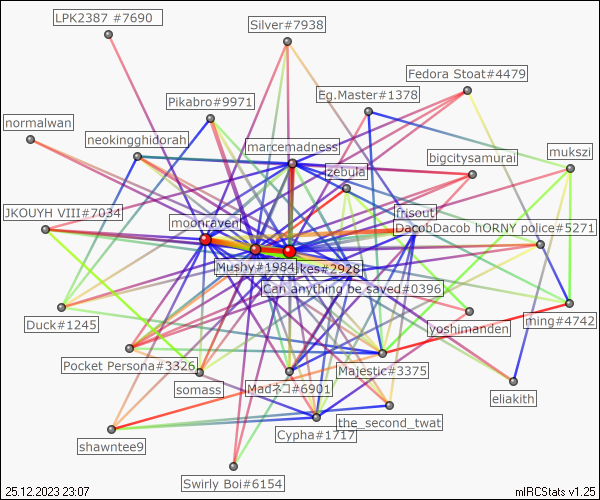 LPK2387 #7690
Silver#7938
Fedora Stoat#4479
Eg.Master#1378
Pikabro#9971
normalwan
neokingghidorah
marcemadness
mukszi
bigcitysamurai
zebula
JKOUYH VIII#7034
frisout
moonraven
DacobDacob hORNY police#5271
Mushy#1984
ikes#2928
Can anything be saved#0396
Duck#1245
ming#4742
yoshimanden
Pocket Persona#3326
Majestic#3375
somass
Madネコ#6901
eliakith
the_second_twat
Cypha#1717
shawntee9
Swirly Boi#6154
25.12.2023 23:07
mIRCStats v1.25